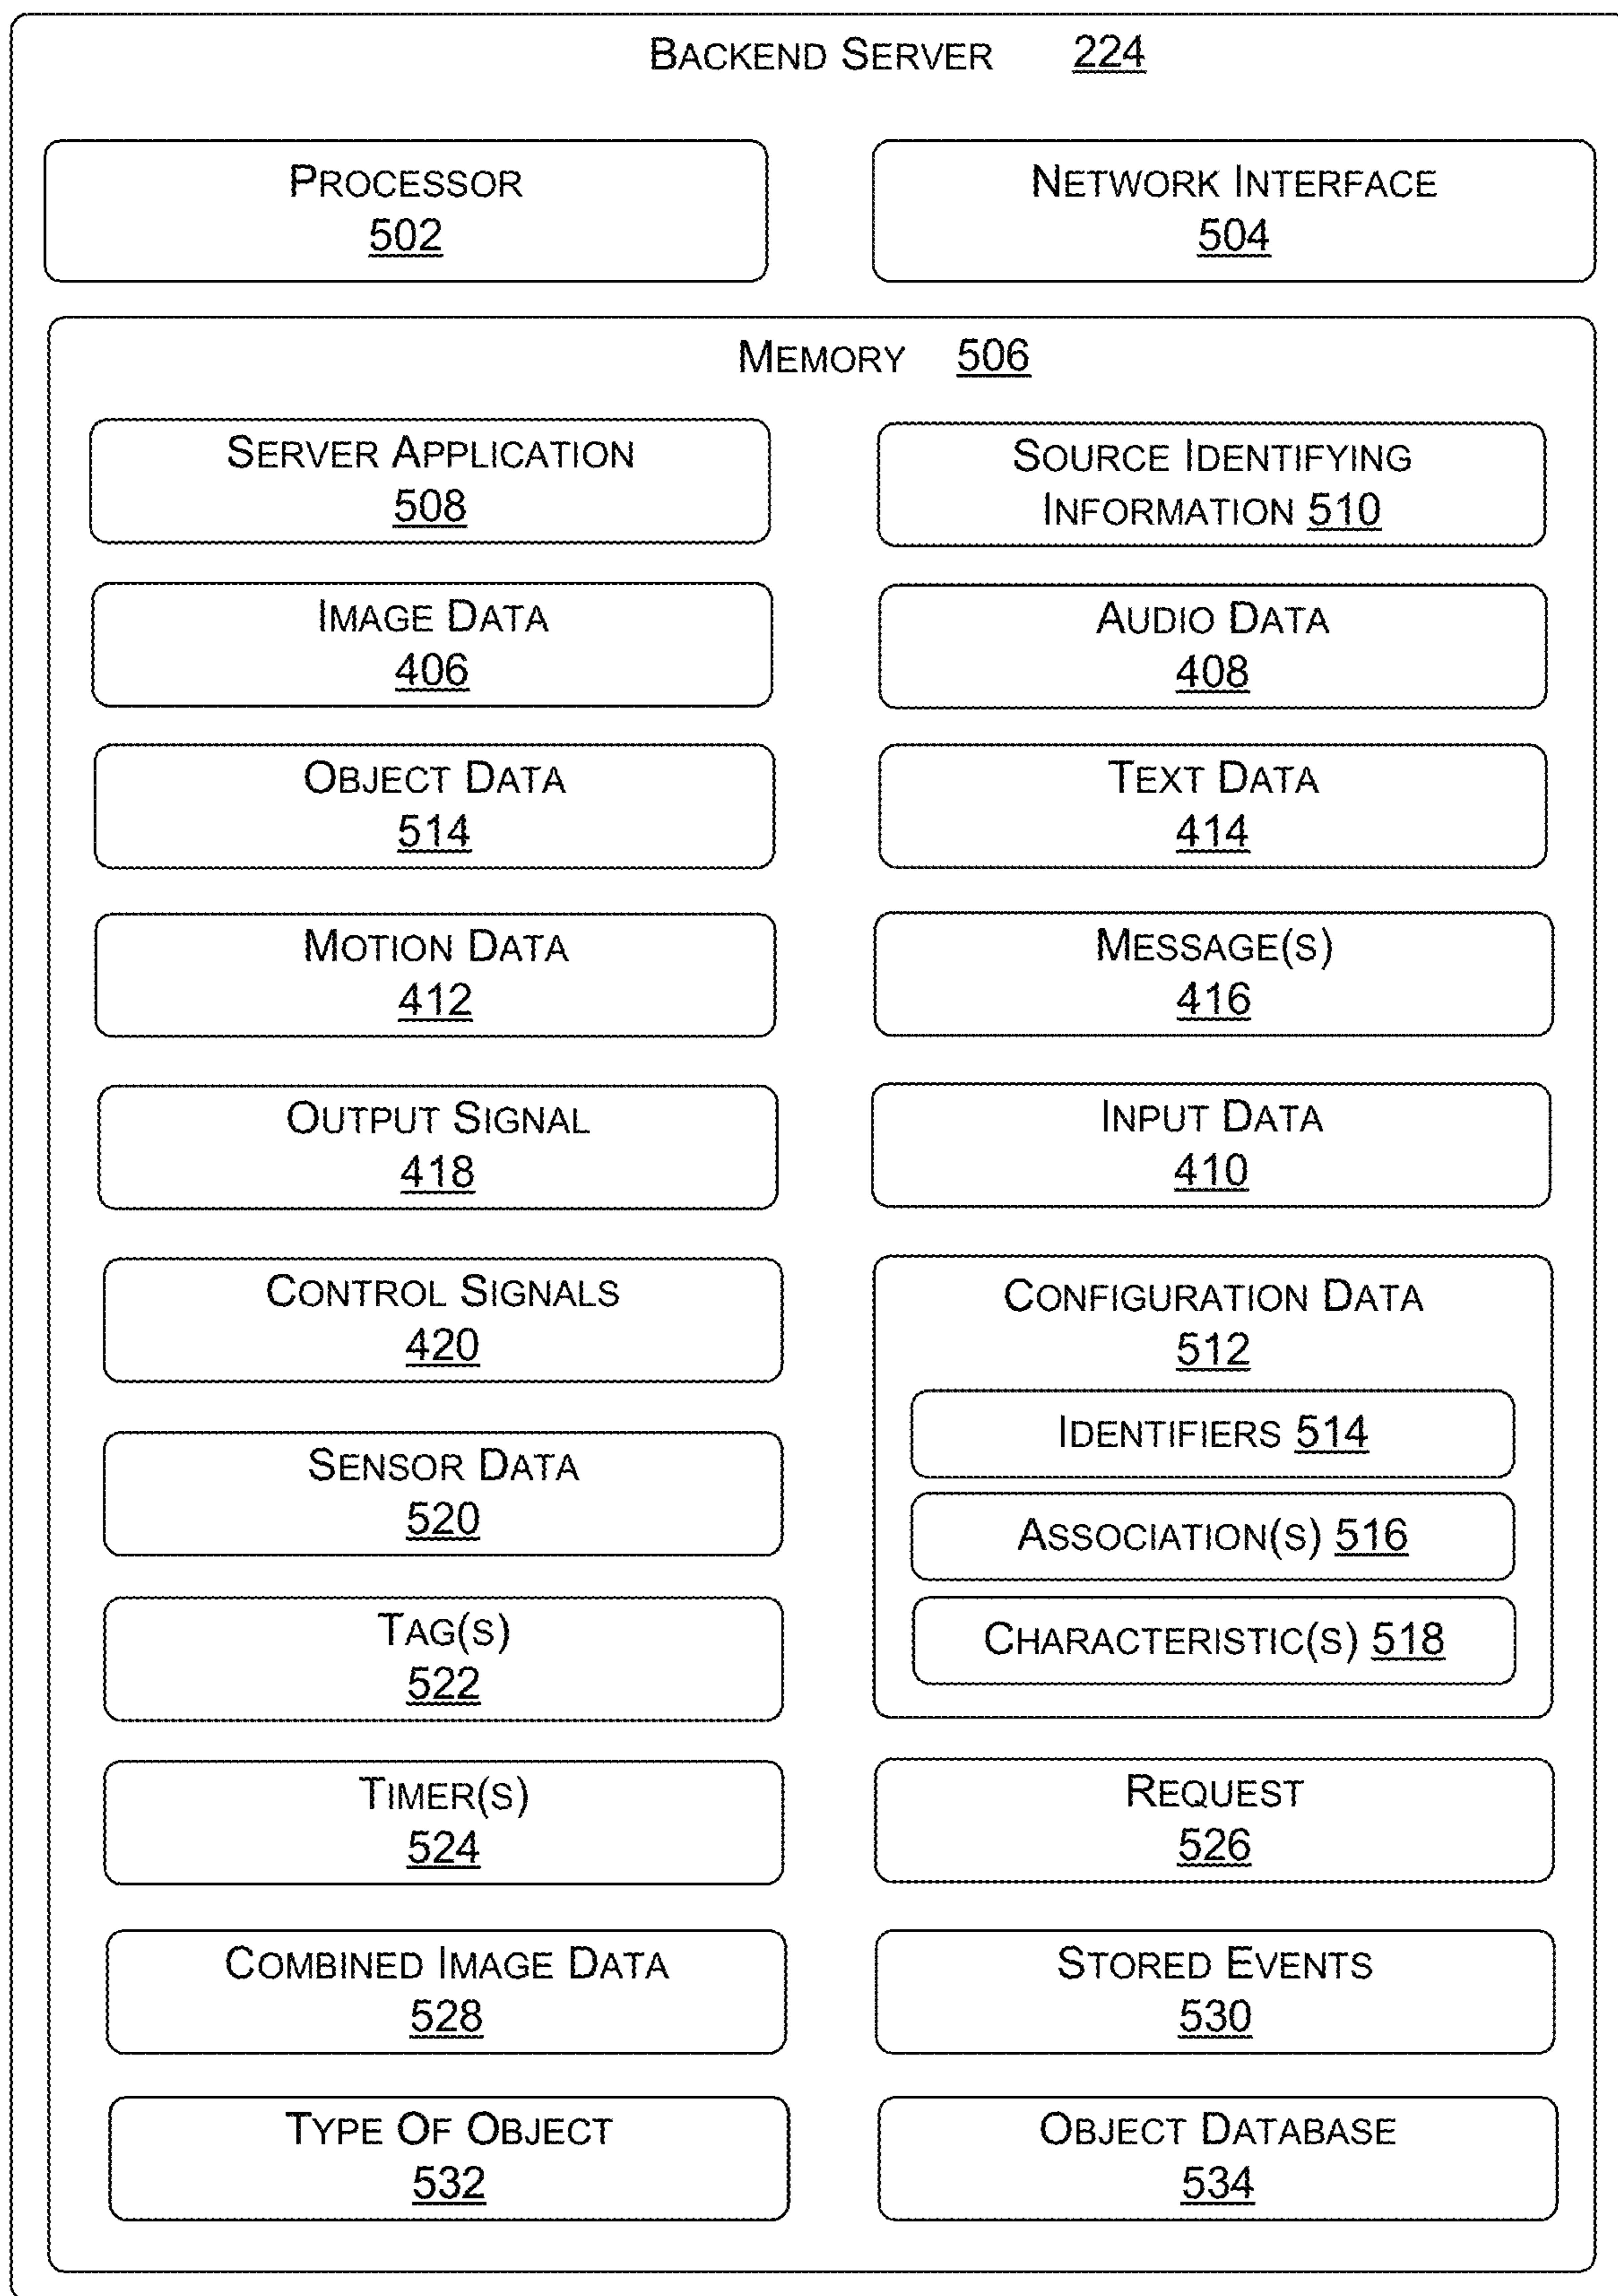 BACKEND SERVER 224
PROCESSOR
502
NETWORK INTERFACE
504
MEMORY 506
SERVER APPLICATION
508
SOURCE IDENTIFYING
INFORMATION 510
IMAGE DATA
406
AUDIO DATA
408
OBJECT DATA
514
TEXT DATA
414
MOTION DATA
412
MESSAGE(S)
416
OUTPUT SIGNAL
418
INPUT DATA
410
CONTROL SIGNALS
420
CONFIGURATION DATA
512
IDENTIFIERS 514
ASSOCIATION(S) 516
CHARACTERISTIC(S) 518
SENSOR DATA
520
TAG(S)
522
TIMER(S)
524
REQUEST
526
COMBINED IMAGE DATA
528
STORED EVENTS
530
TYPE OF OBJECT
532
OBJECT DATABASE
534